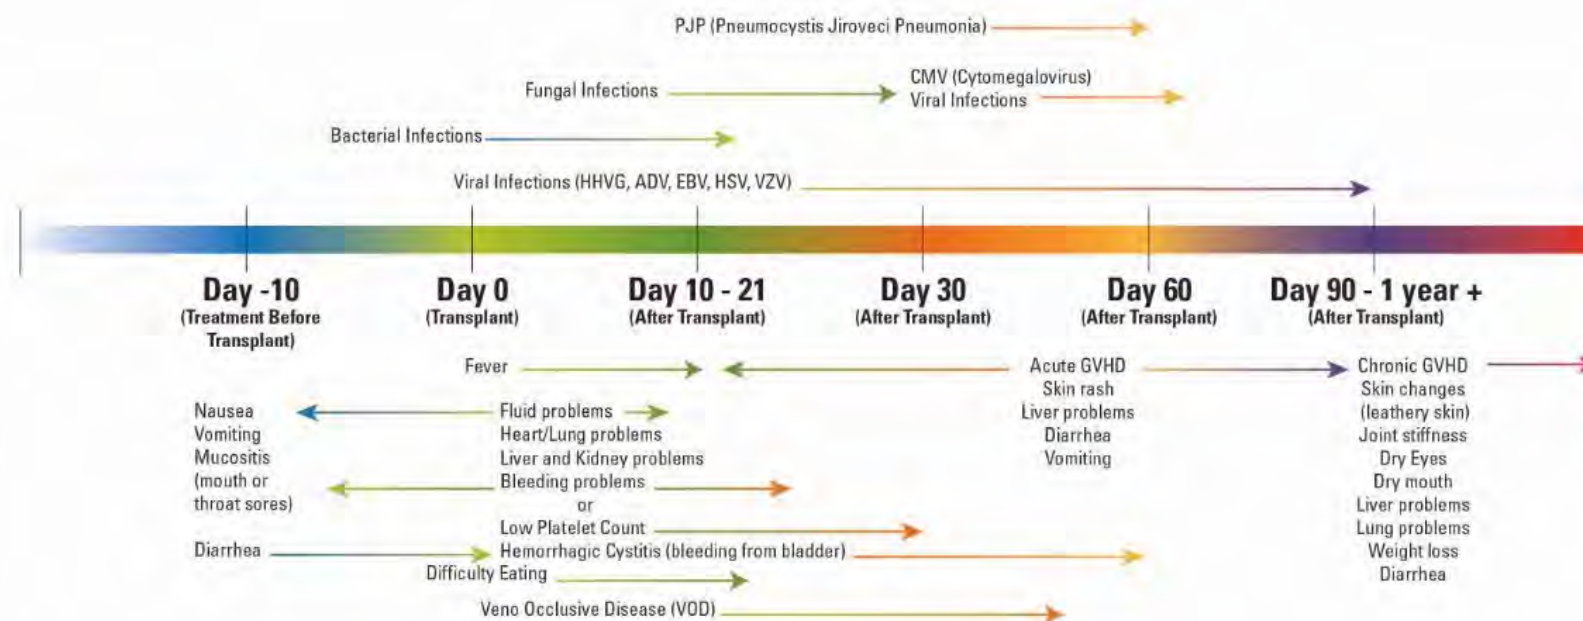 PJP (Pneumocystis Jiroveci Pneumonia)
CMV (Cytomegalovirus)
Fungal Infections
Viral Infections
Bacterial Infections
Viral Infections (HHVG, ADV, EBV, HSV, VZV)
Day -10
(Treatment Before
Transplant)
Day 0
(Transplant)
Day 10 - 21
(After Transplant)
Day 30
(After Transplant)
Day 60
(After Transplant)
Day 90 - 1 year +
(After Transplant)
Fever
Nausea
Vomiting
Mucositis
(mouth or
throat sores)
Diarrhea
Fluid problems
Heart/Lung problems
Liver and Kidney problems
Bleeding problems
or
Low Platelet Count
Hemorrhagic Cystitis (bleeding from bladder)
Difficulty Eating
Veno Occlusive Disease (VOD)
Acute GVHD
Skin rash
Liver problems
Diarrhea
Vomiting
Chronic GVHD
Skin changes
(leathery skin)
Joint stiffness
Dry Eyes
Dry mouth
Liver problems
Lung problems
Weight loss
Diarrhea